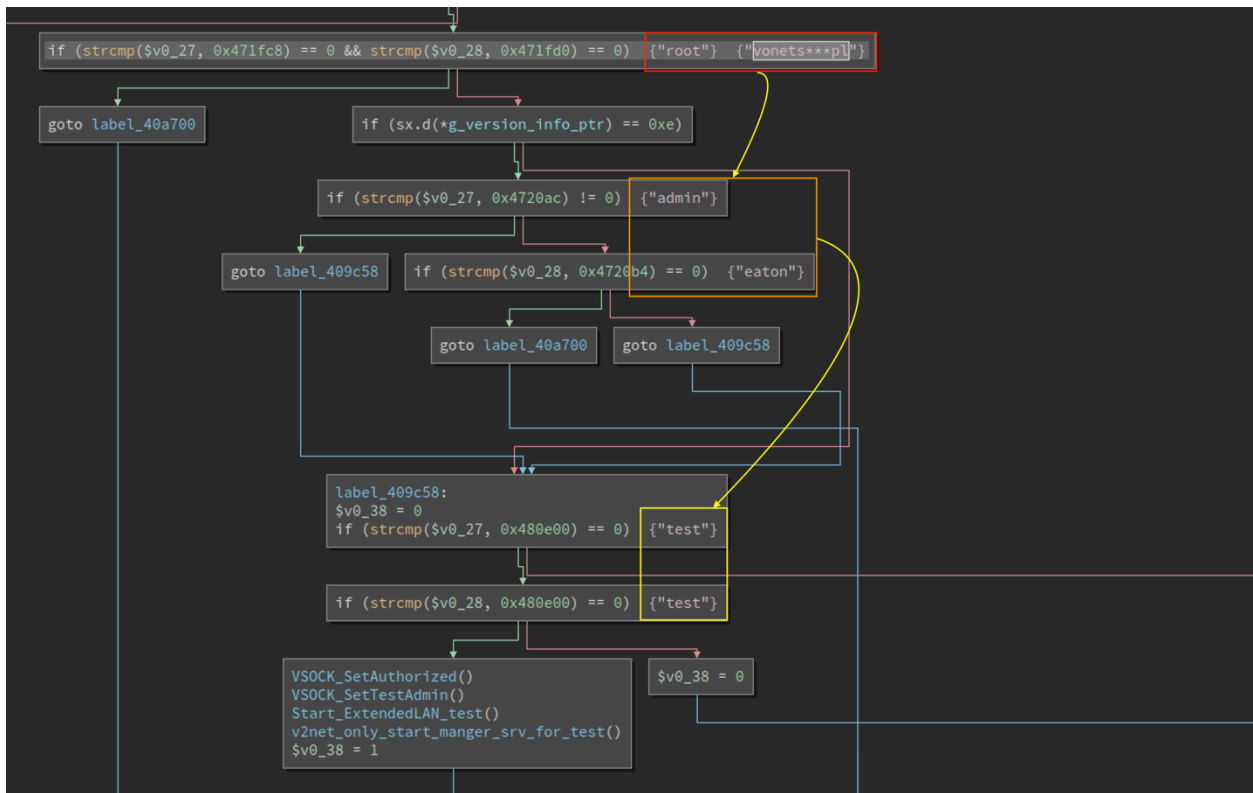 if (strcmp($v0_27, 0x471fc8) == 0 && strcmp($v0_28, 0x471fd0) == 0) {"root"} {"vonets***pl"}
goto label_40a700
if (sx.d(*g_version_info_ptr) == 0xe)
if (strcmp($v0_27, 0x4720ac) != 0) {"admin"}
goto label_409c58
if (strcmp($v0_28, 0x4720b4) == 0) {"eaton"}
goto label_40a700
goto label_409c58
label_409c58:
$v0_38 = 0
if (strcmp($v0_27, 0x480e00) == 0) {"test"}
if (strcmp($v0_28, 0x480e00) == 0) {"test"}
VSOCK_SetAuthorized()
VSOCK_SetTestAdmin()
Start_ExtendedLAN_test()
v2net_only_start_manger_srv_for_test()
$v0_38 = 1
$v0_38 = 0